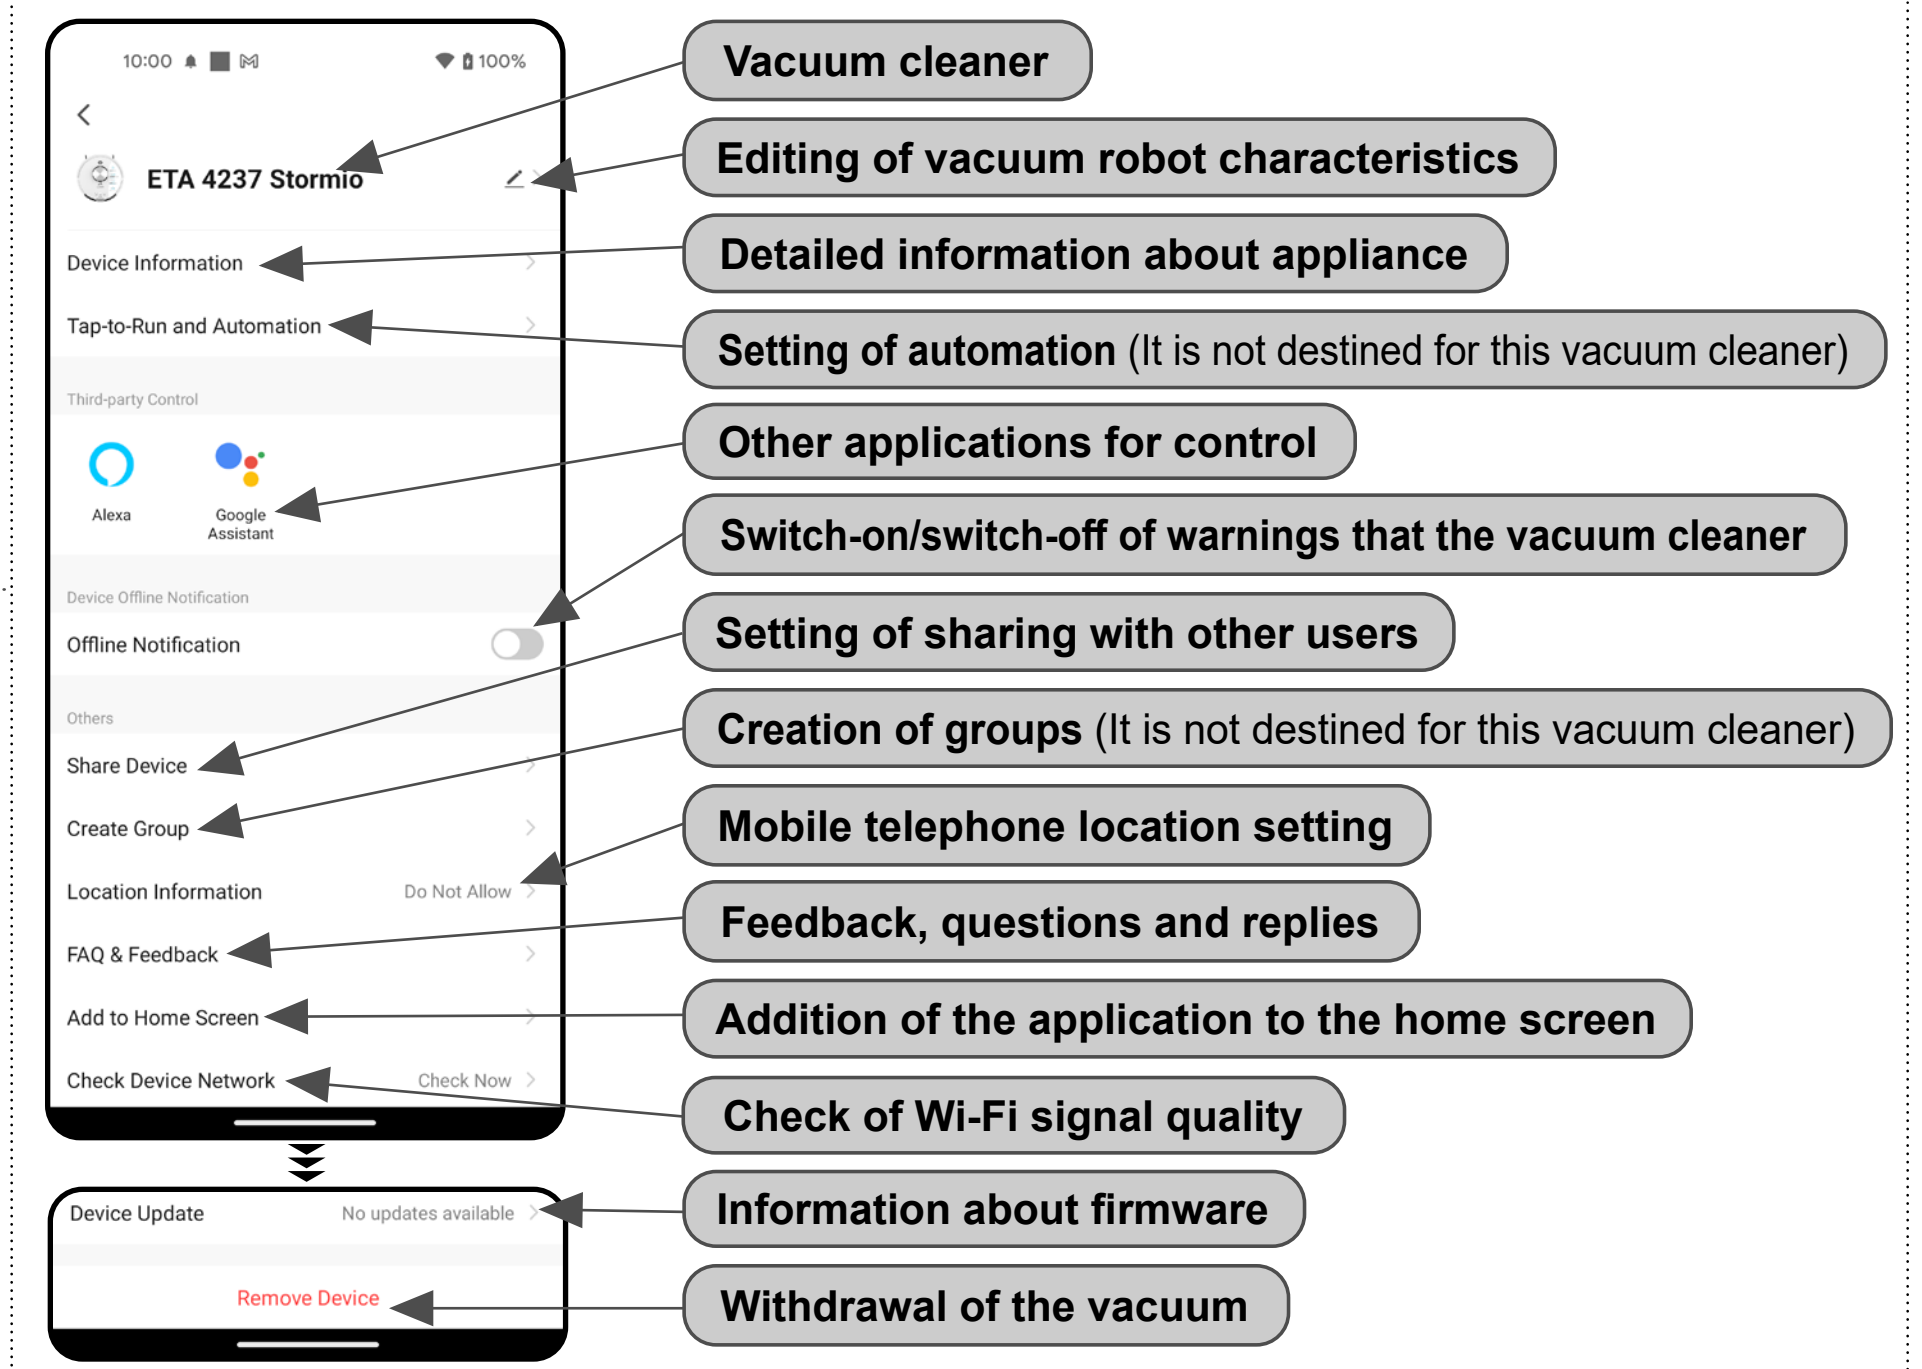 10:00
100%
Vacuum cleaner
ETA 4237 Stormio
Editing of vacuum robot characteristics
Device Information
Detailed information about appliance
Tap-to-Run and Automation
Setting of automation (It is not destined for this vacuum cleaner)
Third-party Control
Alexa
Google
Assistant
Other applications for control
Device Offline Notification
Offline Notification
Switch-on/switch-off of warnings that the vacuum cleaner
Others
Share Device
Setting of sharing with other users
Create Group
Creation of groups (It is not destined for this vacuum cleaner)
Location Information
Do Not Allow
Mobile telephone location setting
FAQ & Feedback
Feedback, questions and replies
Add to Home Screen
Addition of the application to the home screen
Check Device Network
Check Now
Check of Wi-Fi signal quality
Device Update
No updates available
Information about firmware
Remove Device
Withdrawal of the vacuum